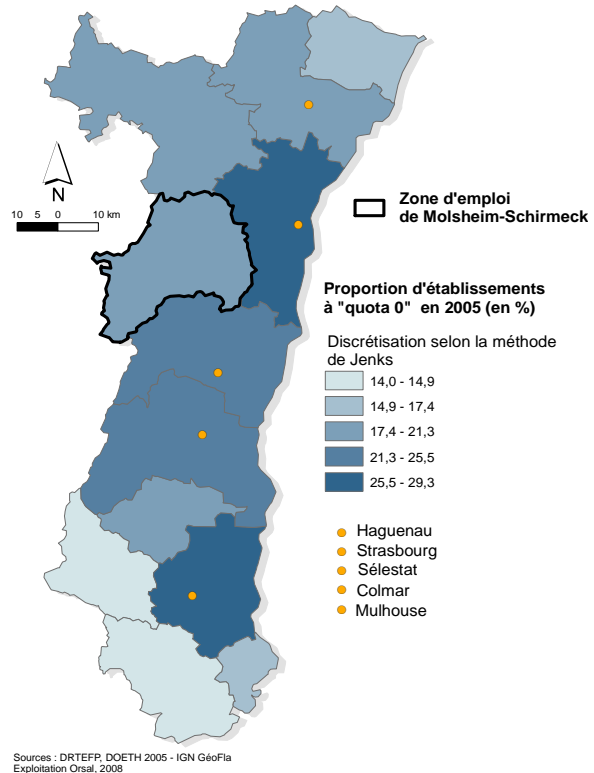 N
10 5 0 10 km
Zone d'emploi
de Molsheim-Schirmeck
Proportion d'établissements
à "quota 0" en 2005 (en %)
Discrétisation selon la méthode
de Jenks
14,0 - 14,9
14,9 - 17,4
17,4 - 21,3
21,3 - 25,5
25,5 - 29,3
Haguenau
Strasbourg
Sélestat
Colmar
Mulhouse
Sources : DRTEFP, DOETH 2005 - IGN GéoFla
Exploitation Orsal, 2008